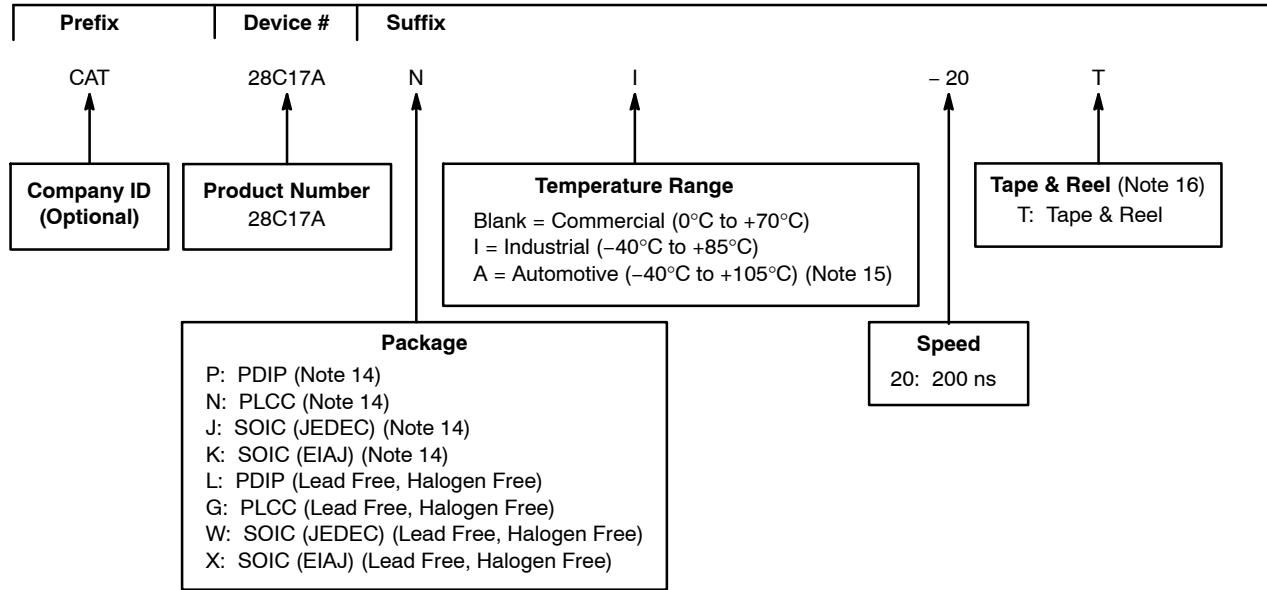 Prefix Device # Suffix
CAT 28C17A N I – 20 T
Company ID
(Optional)
Product Number
28C17A
Temperature Range
Blank = Commercial (0°C to +70°C)
I = Industrial (−40°C to +85°C)
A = Automotive (−40°C to +105°C) (Note 15)
Tape & Reel (Note 16)
T: Tape & Reel
Package
P: PDIP (Note 14)
N: PLCC (Note 14)
J: SOIC (JEDEC) (Note 14)
K: SOIC (EIAJ) (Note 14)
L: PDIP (Lead Free, Halogen Free)
G: PLCC (Lead Free, Halogen Free)
W: SOIC (JEDEC) (Lead Free, Halogen Free)
X: SOIC (EIAJ) (Lead Free, Halogen Free)
Speed
20: 200 ns